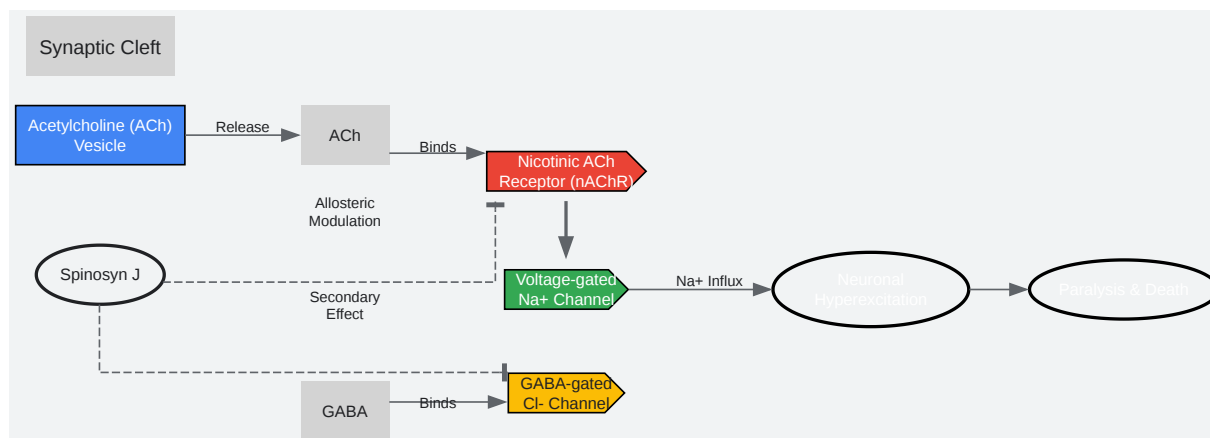 Synaptic Cleft
Acetylcholine (ACh)
Vesicle
Release
ACh
Binds
Nicotinic ACh
Receptor (nAChR)
Allosteric
Modulation
Spinosyn J
Secondary
Effect
Voltage-gated
Na+ Channel
Na+ Influx
Neuronal
Hyperexcitation
Paralysis & Death
GABA
Binds
GABA-gated
Cl- Channel